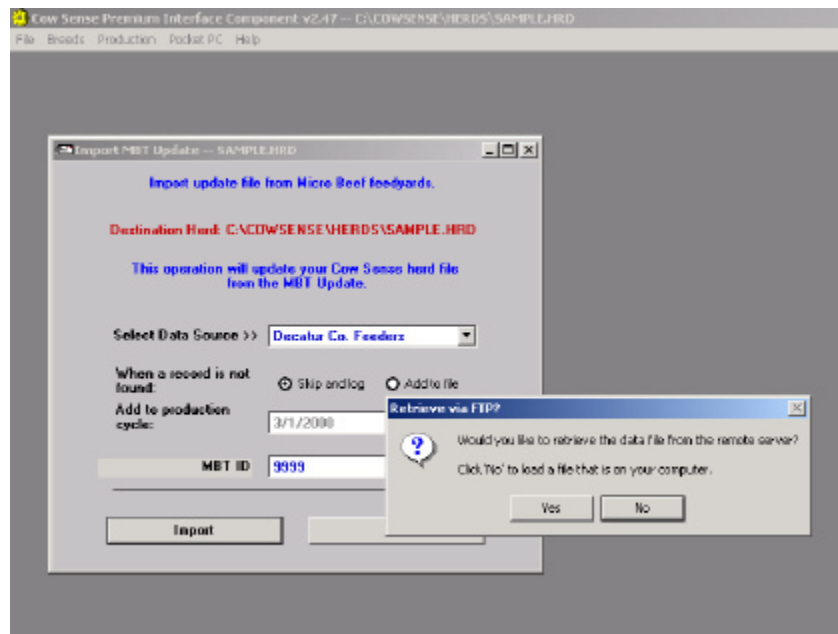 Cow Sense Premium Interface Component v2.47 -- C:\COWSENSE\HERDS\SAMPLE.HRD
File Breeds Production Pocket PC Help
Import MBT Update -- SAMPLE.HRD
Import update file from Micro Beef feedyards.
Destination Herd: C:\COWSENSE\HERDS\SAMPLE.HRD
This operation will update your Cow Sense herd file
from the MBT Update.
Select Data Source >> Decatur Co. Feeders
When a record is not
found:
Skip and log Add to file
Add to production
cycle:
3/1/2000
MBT ID 9999
Import
Retrieve via FTP?
Would you like to retrieve the data file from the remote server?
Click 'No' to load a file that is on your computer.
Yes No